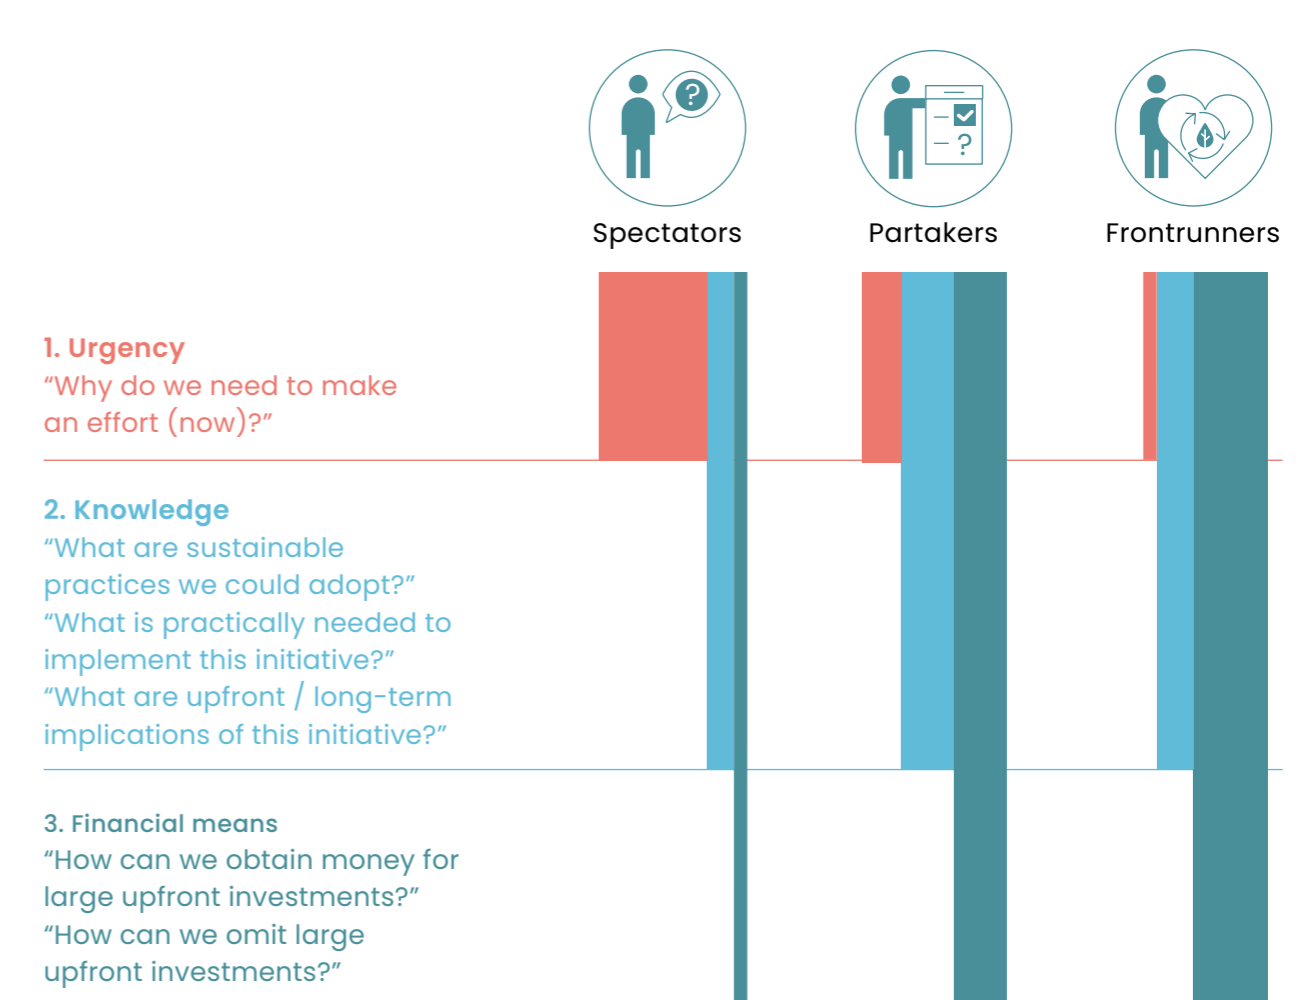 ?
?
Spectators
Partakers
Frontrunners
1. Urgency
“Why do we need to make
an effort (now)?”
2. Knowledge
“What are sustainable
practices we could adopt?”
“What is practically needed to
implement this initiative?”
“What are upfront / long-term
implications of this initiative?”
3. Financial means
“How can we obtain money for
large upfront investments?”
“How can we omit large
upfront investments?”